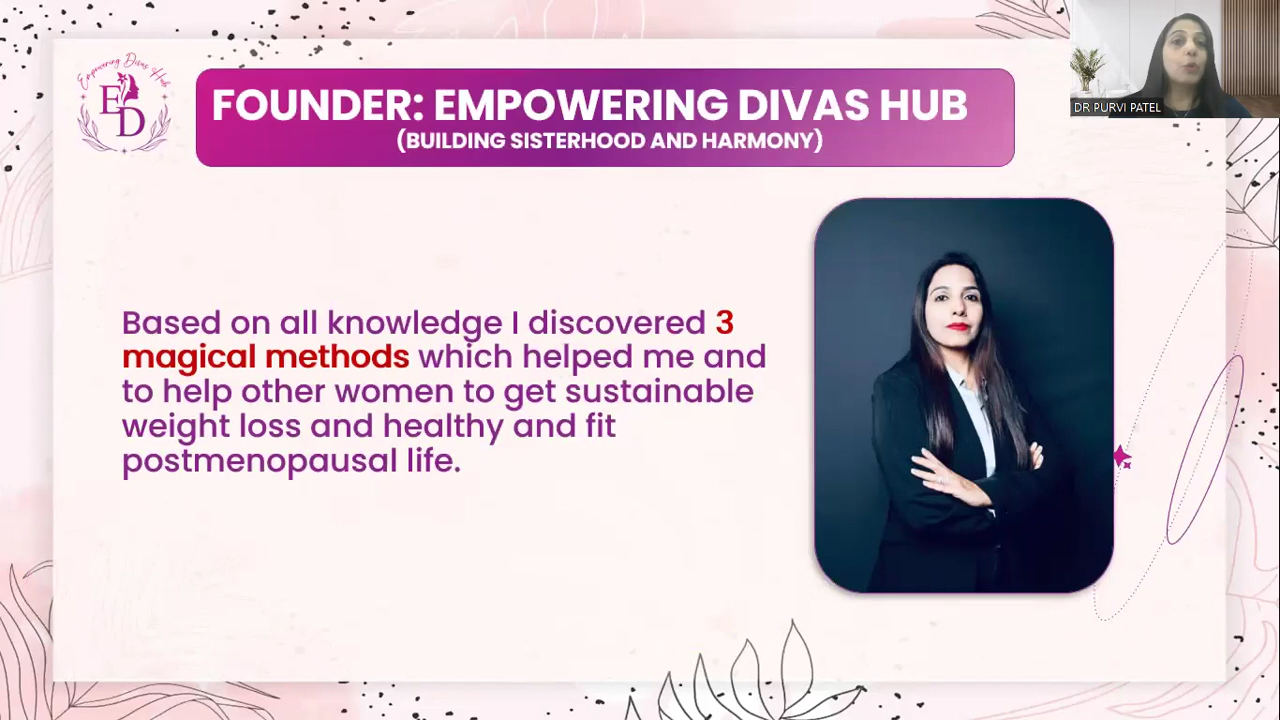 Empowering Divas Hub
ED
FOUNDER: EMPOWERING DIVAS HUB
(BUILDING SISTERHOOD AND HARMONY)
DR PURVI PATEL
Based on all knowledge I discovered 3
magical methods which helped me and
to help other women to get sustainable
weight loss and healthy and fit
postmenopausal life.